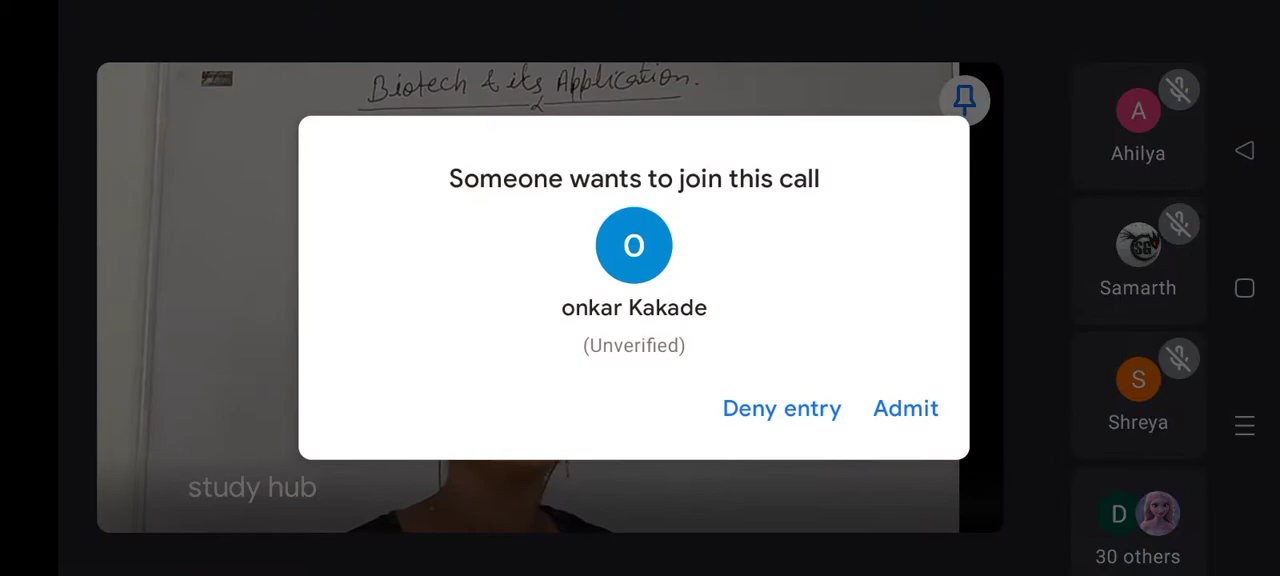 Biotech & its Application.
Someone wants to join this call
O
onkar Kakade
(Unverified)
Deny entry Admit
study hub
A
Ahilya
SG
Samarth
S
Shreya
D
30 others